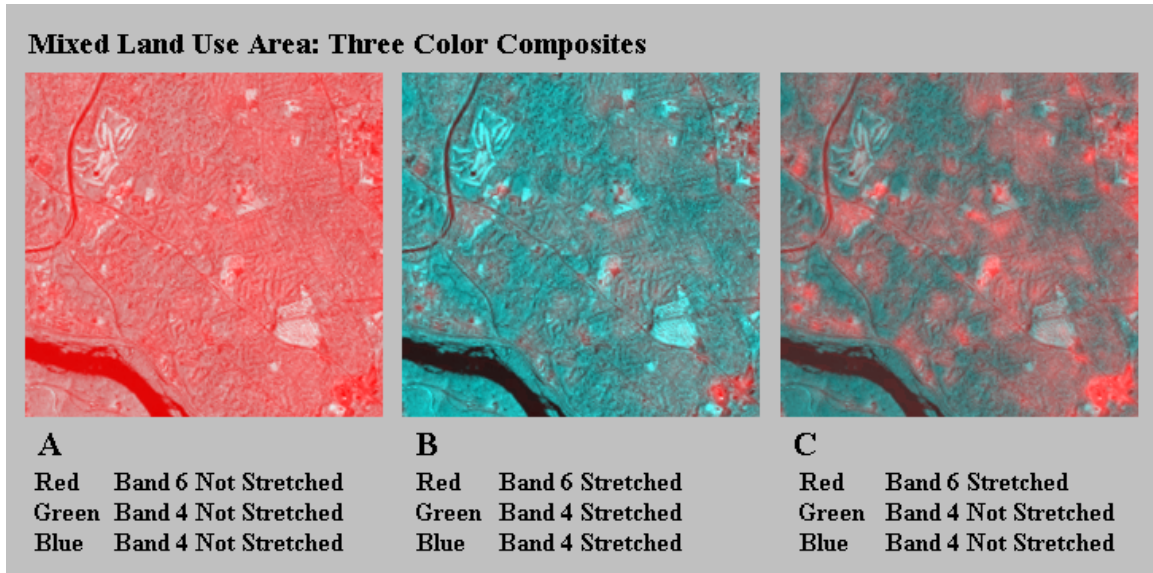 Mixed Land Use Area: Three Color Composites
A
Red Band 6 Not Stretched
Green Band 4 Not Stretched
Blue Band 4 Not Stretched
B
Red Band 6 Stretched
Green Band 4 Stretched
Blue Band 4 Stretched
C
Red Band 6 Stretched
Green Band 4 Not Stretched
Blue Band 4 Not Stretched